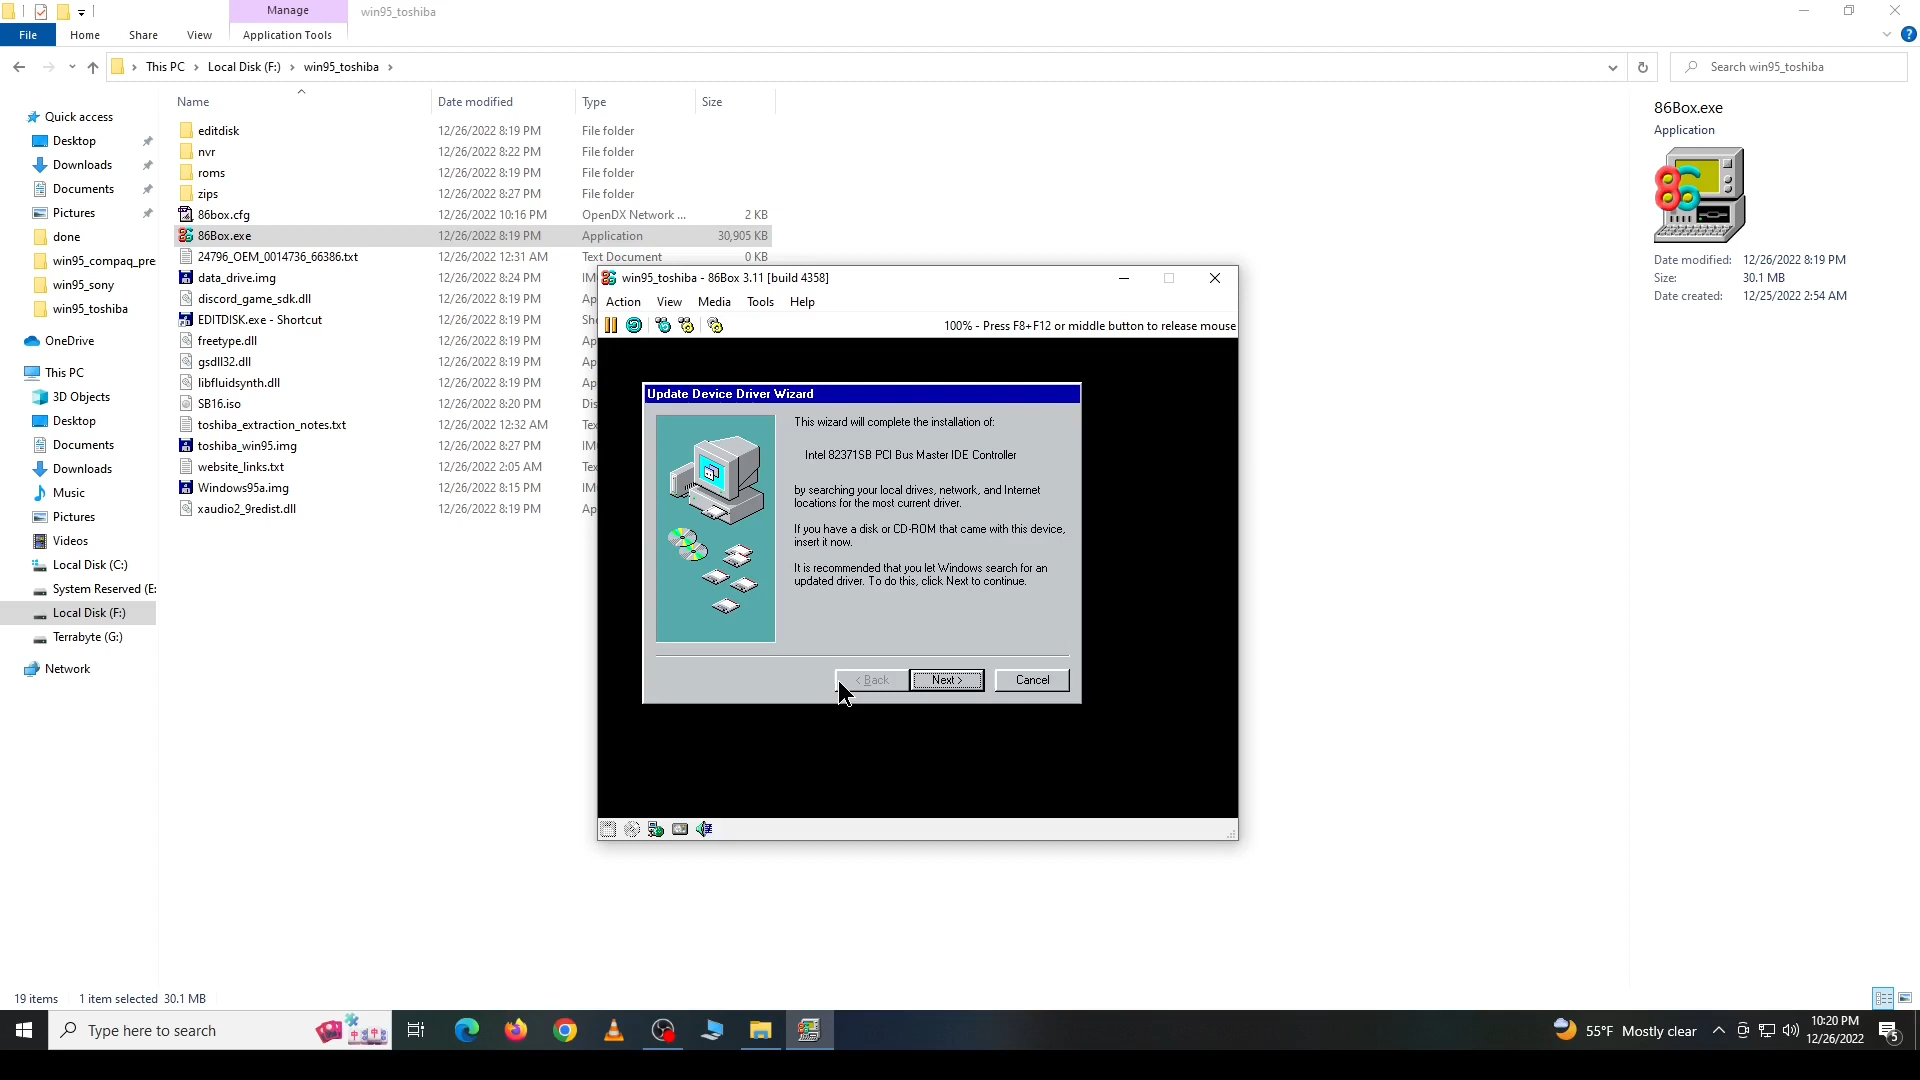 Manage
win95_toshiba
File
Home
Share
View
Application Tools
This PC
Local Disk (F:)
win95_toshiba
Search win95_toshiba
Quick access
Desktop
Downloads
Documents
Pictures
done
win95_compaq_pre
win95_sony
win95_toshiba
OneDrive
This PC
3D Objects
Desktop
Documents
Downloads
Music
Pictures
Videos
Local Disk (C:)
System Reserved (E:
Local Disk (F:)
Terrabyte (G:)
Network
Name Date modified Type Size
editdisk 12/26/2022 8:19 PM File folder
nvr 12/26/2022 8:22 PM File folder
roms 12/26/2022 8:19 PM File folder
zips 12/26/2022 8:27 PM File folder
86box.cfg 12/26/2022 10:16 PM OpenDX Network ... 2 KB
86Box.exe 12/26/2022 8:19 PM Application 30,905 KB
24796_OEM_0014736_66386.txt 12/26/2022 12:31 AM Text Document 0 KB
data_drive.img 12/26/2022 8:24 PM IM
discord_game_sdk.dll 12/26/2022 8:19 PM Ap
EDITDISK.exe - Shortcut 12/26/2022 8:19 PM Sh
freetype.dll 12/26/2022 8:19 PM Ap
gsdll32.dll 12/26/2022 8:19 PM Ap
libfluidsynth.dll 12/26/2022 8:19 PM Ap
SB16.iso 12/26/2022 8:20 PM Dis
toshiba_extraction_notes.txt 12/26/2022 12:32 AM Tex
toshiba_win95.img 12/26/2022 8:27 PM IM
website_links.txt 12/26/2022 2:05 AM Tex
Windows95a.img 12/26/2022 8:15 PM IM
xaudio2_9redist.dll 12/26/2022 8:19 PM Ap
win95_toshiba - 86Box 3.11 [build 4358]
Action View Media Tools Help
100% - Press F8+F12 or middle button to release mouse
Update Device Driver Wizard
This wizard will complete the installation of:
Intel 82371SB PCI Bus Master IDE Controller
by searching your local drives, network, and Internet
locations for the most current driver.
If you have a disk or CD-ROM that came with this device,
insert it now.
It is recommended that you let Windows search for an
updated driver. To do this, click Next to continue.
< Back
Next >
Cancel
86Box.exe
Application
86
Date modified: 12/26/2022 8:19 PM
Size: 30.1 MB
Date created: 12/25/2022 2:54 AM
19 items
1 item selected 30.1 MB
Type here to search
55°F Mostly clear
10:20 PM
12/26/2022
5